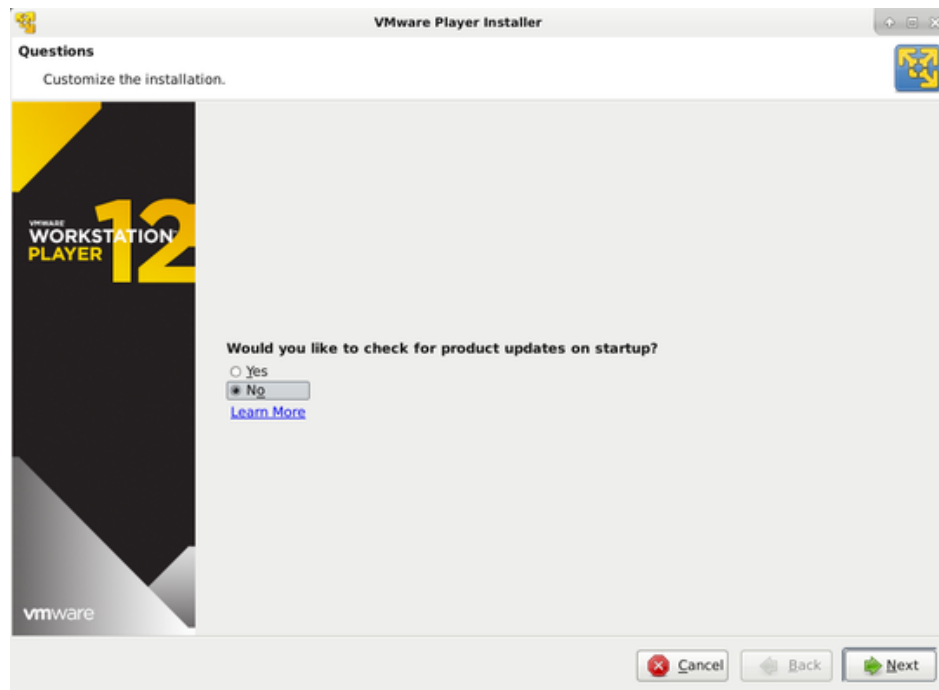 VMware Player Installer
Questions
Customize the installation.
VMWARE
WORKSTATION
PLAYER
12
Would you like to check for product updates on startup?
Yes
No
Learn More
vmware
Cancel
Back
Next